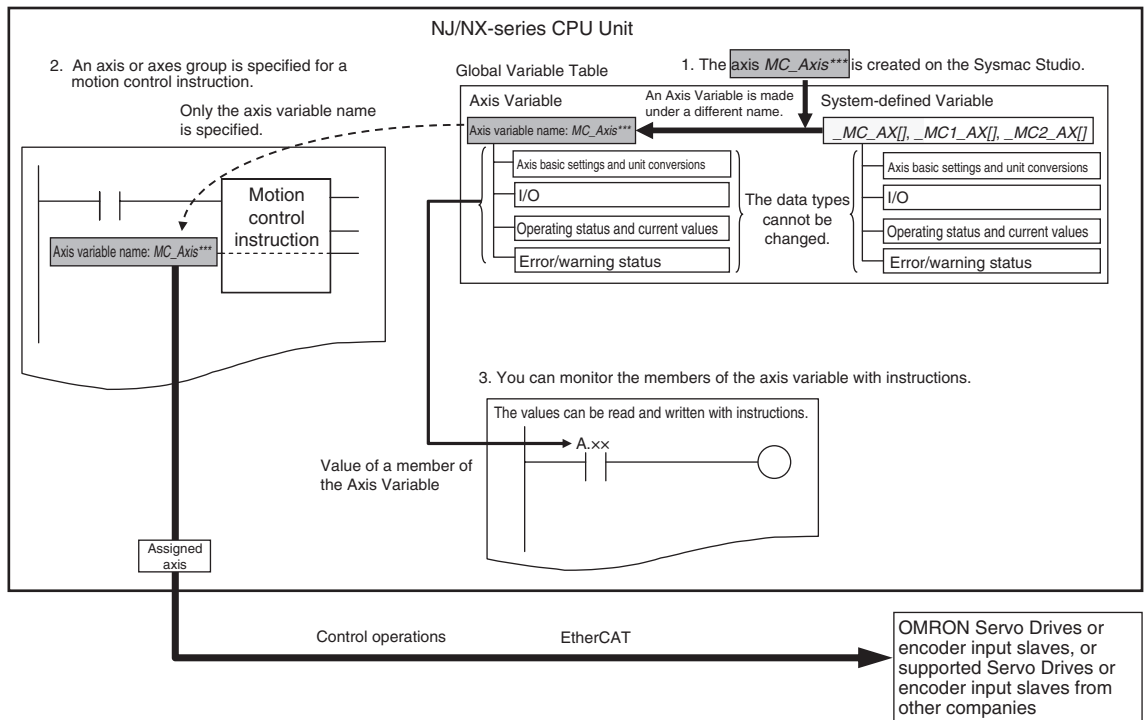 NJ/NX-series CPU Unit
2. An axis or axes group is specified for a
motion control instruction.
Only the axis variable name
is specified.
Motion
control
instruction
Axis variable name: MC_Axis***
Global Variable Table
1. The axis MC_Axis*** is created on the Sysmac Studio.
Axis Variable
An Axis Variable is made
under a different name.
System-defined Variable
Axis variable name: MC_Axis***
_MC_AX[], _MC1_AX[], _MC2_AX[]
Axis basic settings and unit conversions
I/O
Operating status and current values
Error/warning status
The data types
cannot be
changed.
Axis basic settings and unit conversions
I/O
Operating status and current values
Error/warning status
3. You can monitor the members of the axis variable with instructions.
The values can be read and written with instructions.
A.××
Value of a member of
the Axis Variable
Assigned
axis
Control operations
EtherCAT
OMRON Servo Drives or
encoder input slaves, or
supported Servo Drives or
encoder input slaves from
other companies